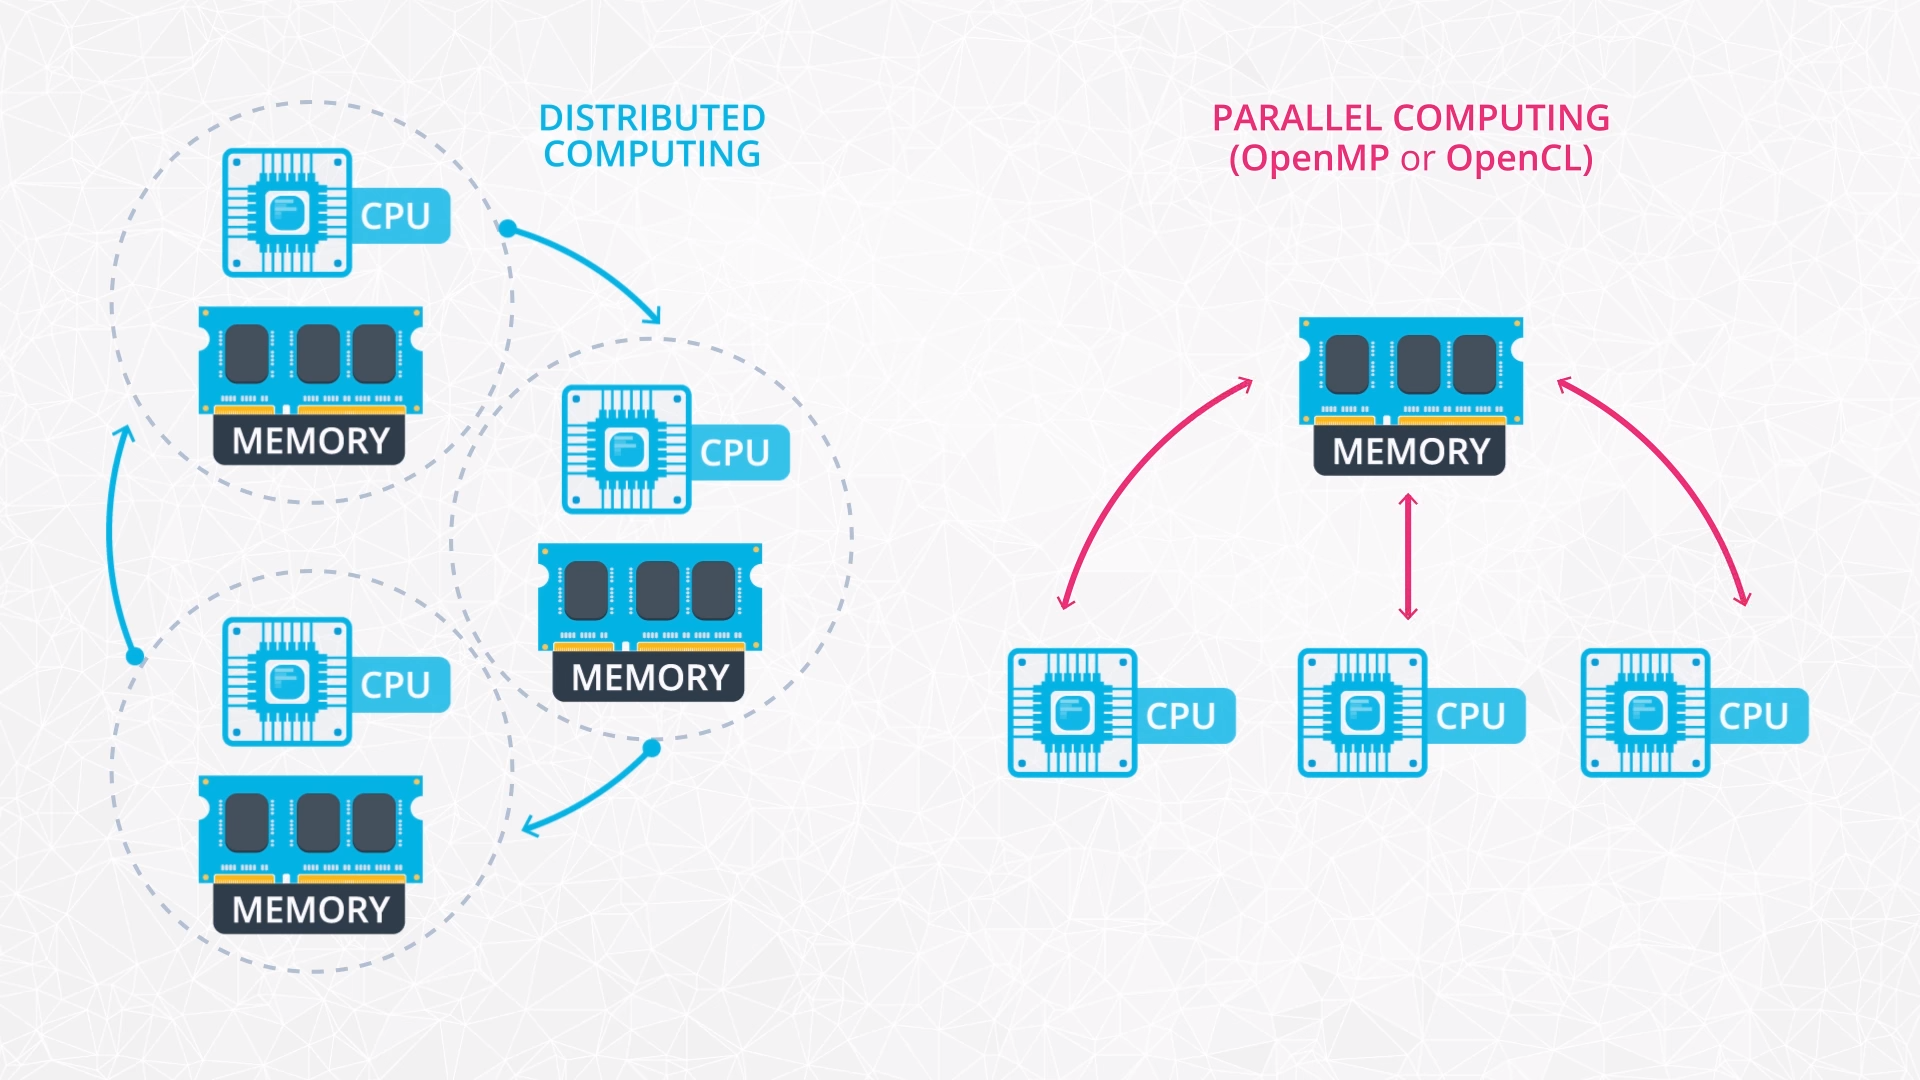 DISTRIBUTED
COMPUTING
CPU
MEMORY
CPU
MEMORY
CPU
MEMORY
PARALLEL COMPUTING
(OpenMP or OpenCL)
MEMORY
CPU
CPU
CPU